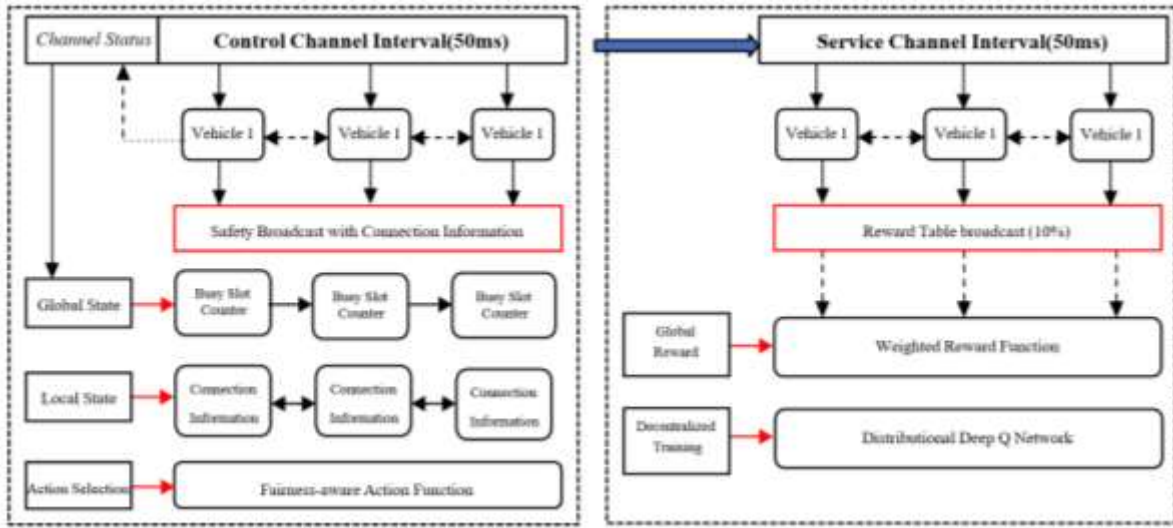 Channel Status
Control Channel Interval(50ms)
Vehicle 1
Vehicle 1
Vehicle 1
Safety Broadcast with Connection Information
Global State
Busy Slot
Counter
Busy Slot
Counter
Busy Slot
Counter
Local State
Connection
Information
Connection
Information
Connection
Information
Action Selection
Fairness-aware Action Function
Service Channel Interval(50ms)
Vehicle 1
Vehicle 1
Vehicle 1
Reward Table broadcast (10%)
Global
Reward
Weighted Reward Function
Decentralized
Training
Distributional Deep Q Network